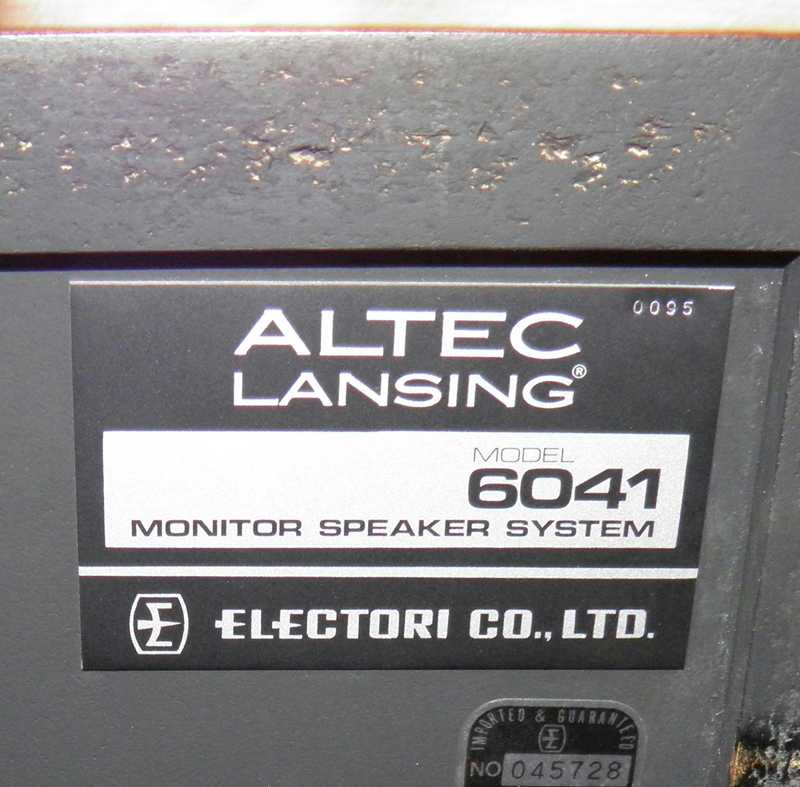 0095
ALTEC
LANSING®
MODEL
6041
MONITOR SPEAKER SYSTEM
ELECTORI CO., LTD.
IMPORTED & GUARANTEED
NO 045728